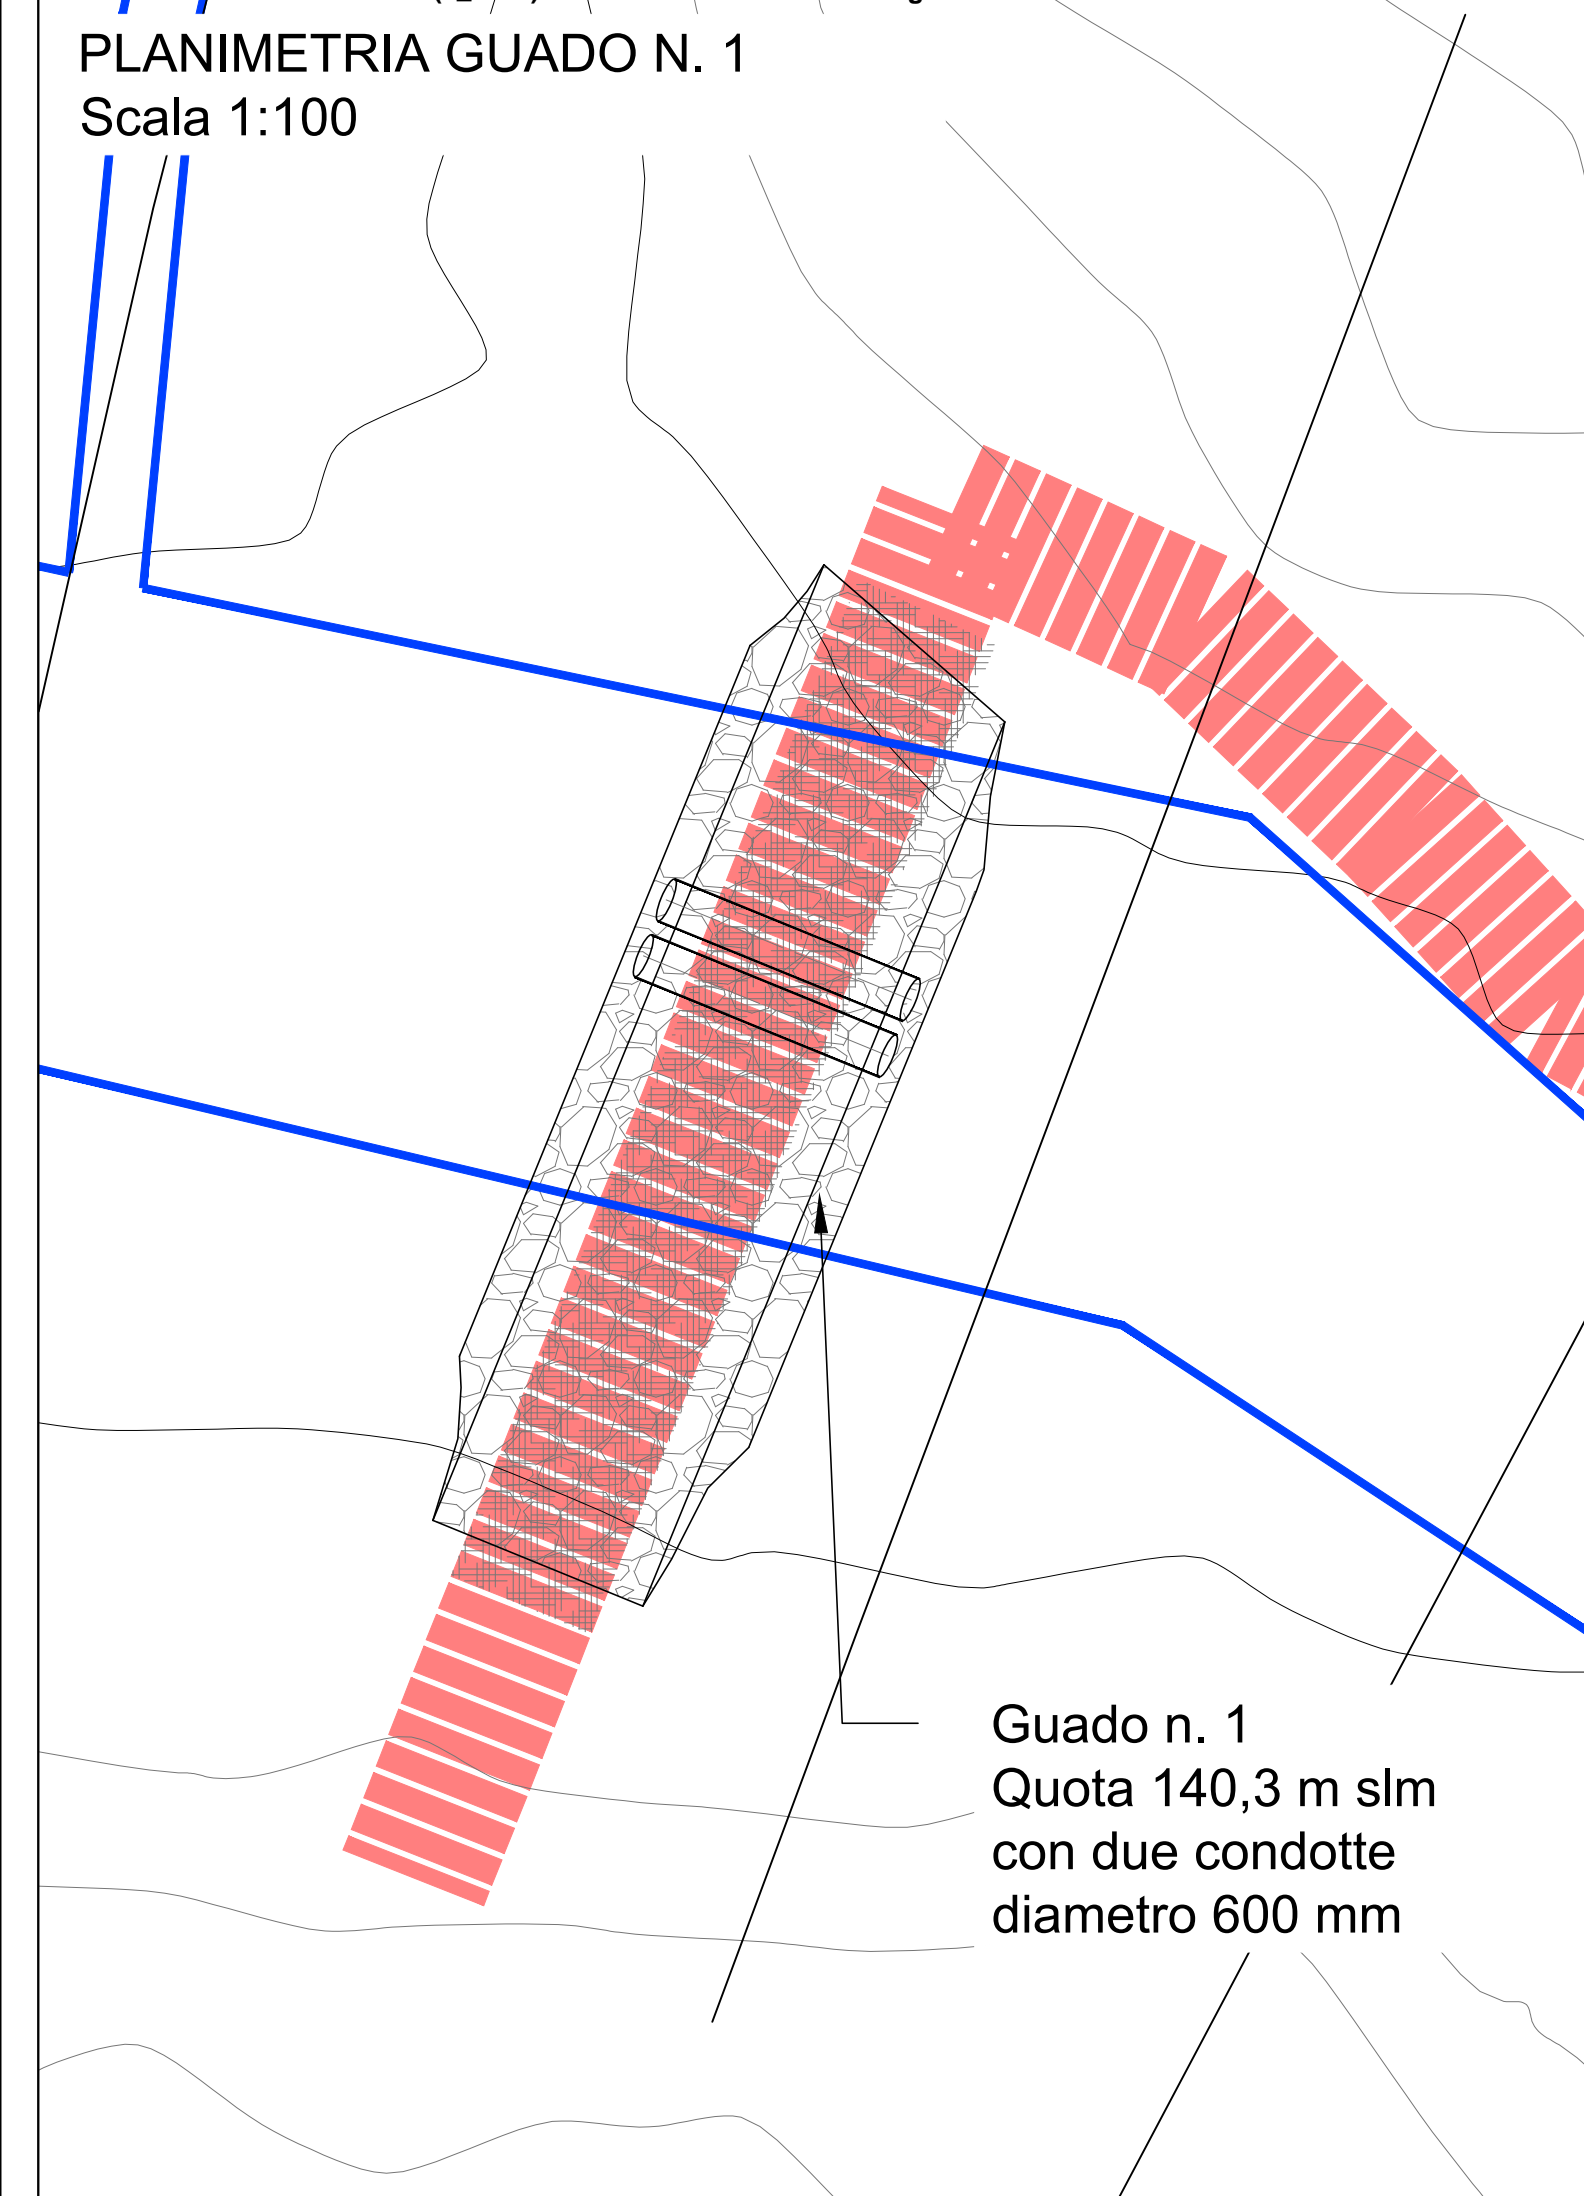 PLANIMETRIA GUADO N. 1
Scala 1:100
Guado n. 1
Quota 140,3 m slm
con due condotte
diametro 600 mm